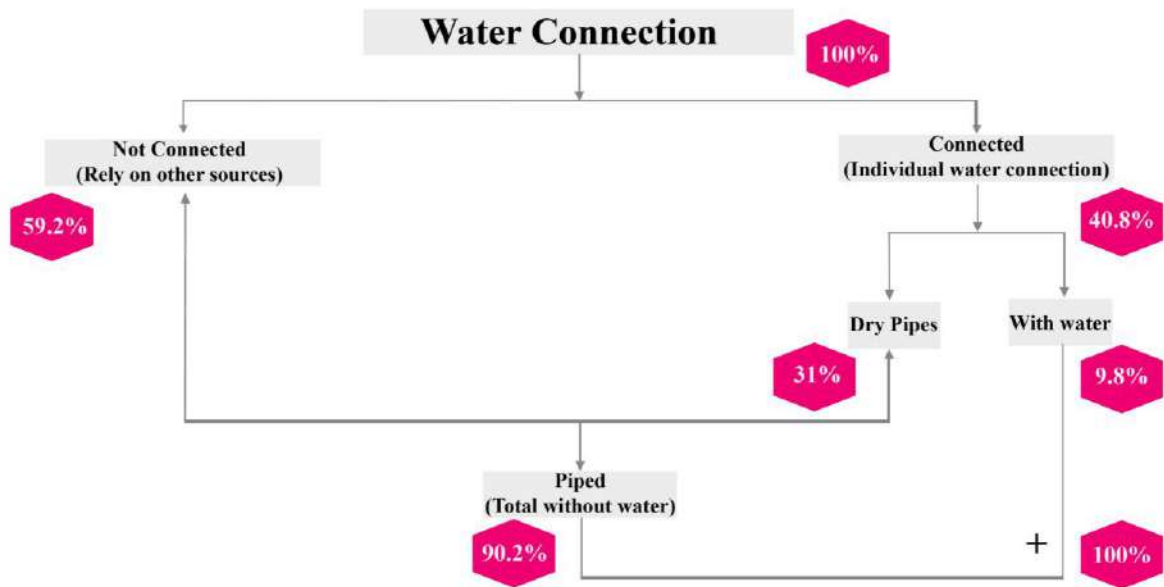 Water Connection
100%
Not Connected
(Rely on other sources)
59.2%
Connected
(Individual water connection)
40.8%
Dry Pipes
31%
With water
9.8%
Piped
(Total without water)
90.2%
+
100%